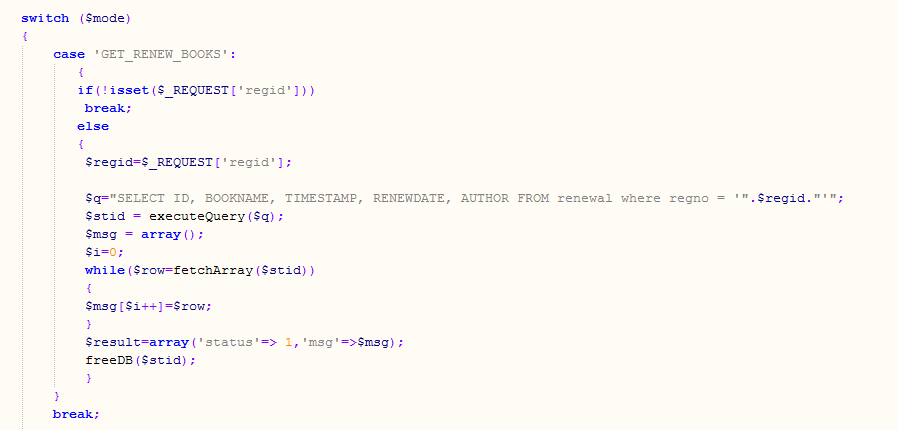 switch ($mode)
{
case 'GET_RENEW_BOOKS':
{
if(!isset($_REQUEST['regid']))
break;
else
{
$regid=$_REQUEST['regid'];
$q="SELECT ID, BOOKNAME, TIMESTAMP, RENEWDATE, AUTHOR FROM renewal where regno = '".$regid."'";
$stid = executeQuery($q);
$msg = array();
$i=0;
while($row=fetchArray($stid))
{
$msg[$i++]=$row;
}
$result=array('status'=> 1,'msg'=>$msg);
freeDB($stid);
}
}
break;